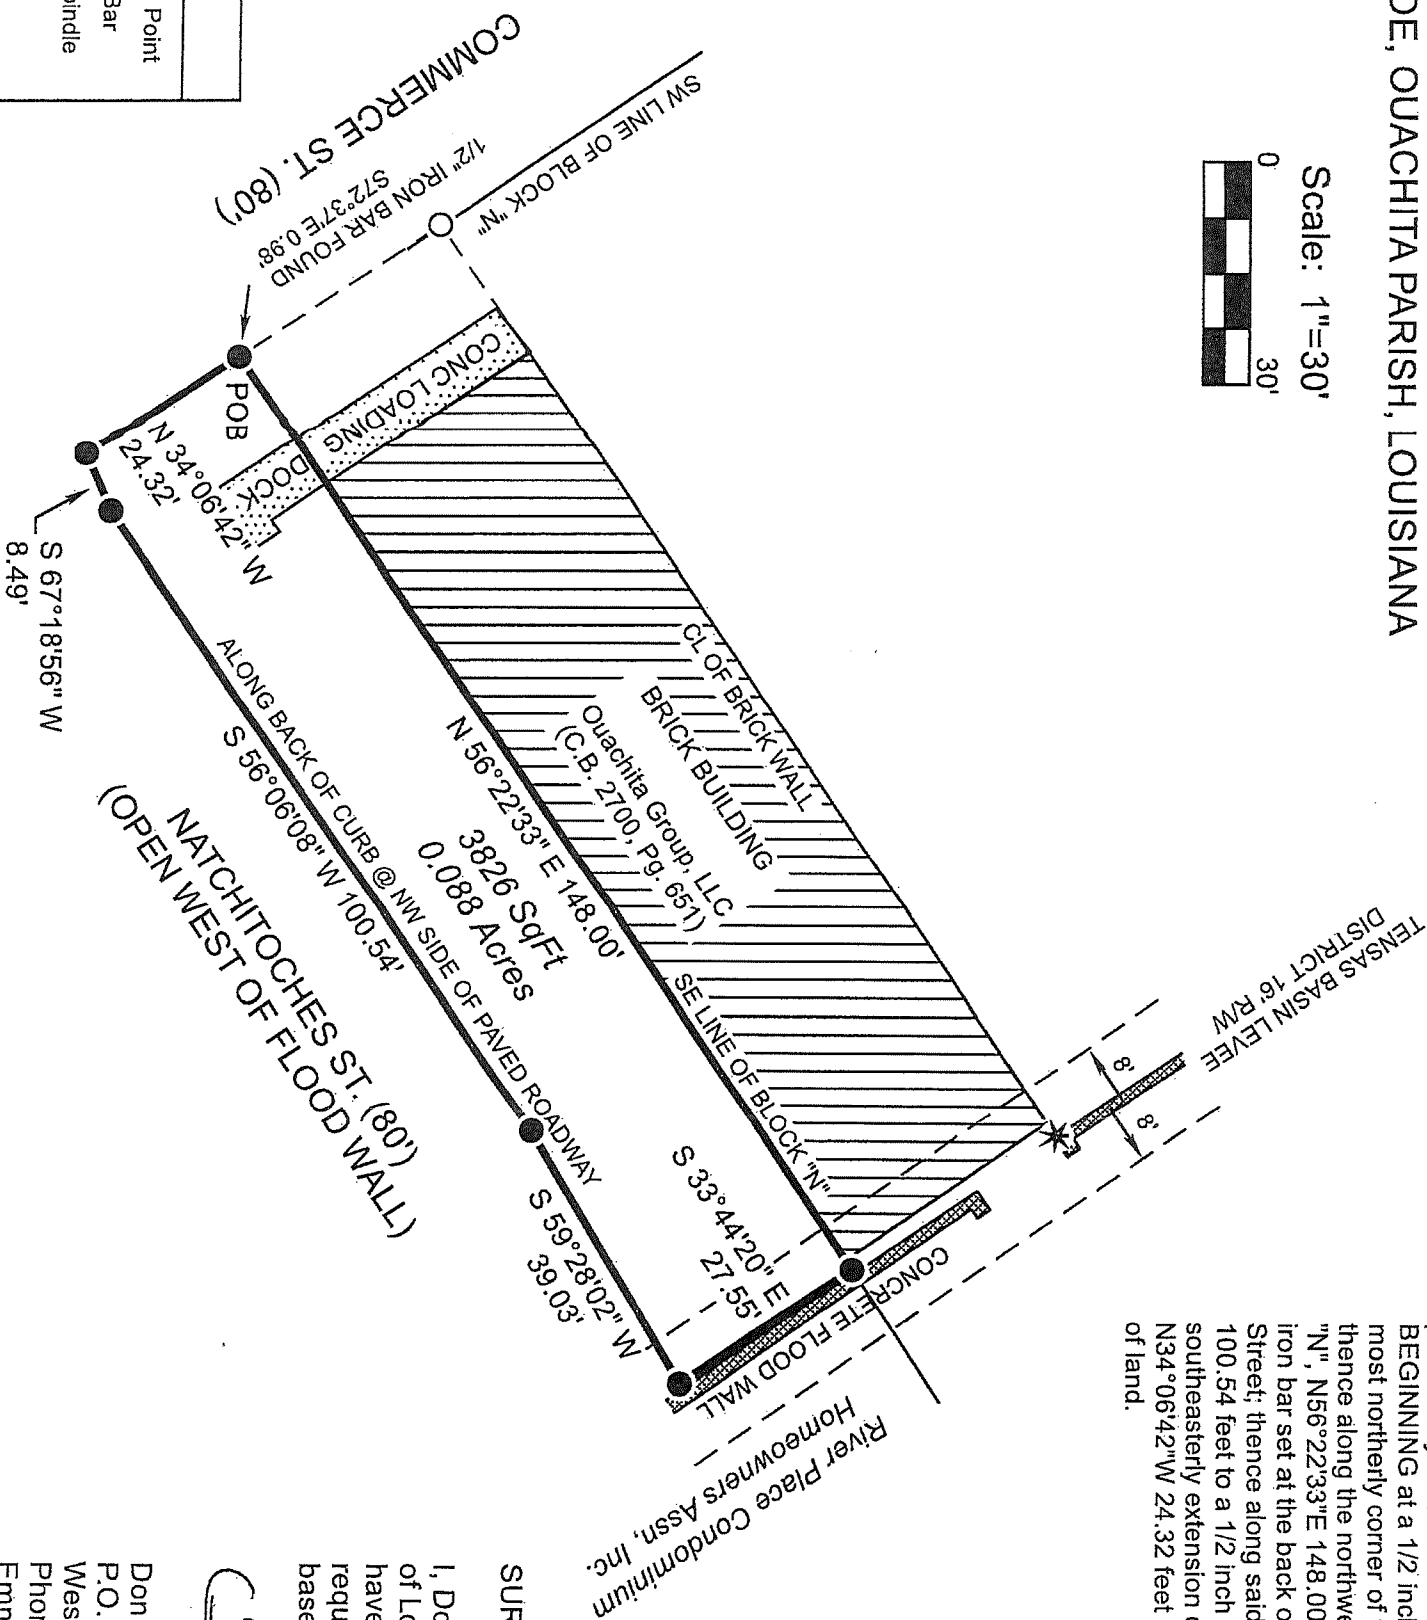 DE, OUACHITA PARISH, LOUISIANA
Scale: 1"=30'
0
30'
Point
Bar
COMMERCE ST. (80')
SW LINE OF BLOCK "N"
1/2" IRON BAR FOUND
S72°37'E 0.98'
POB
CONC LOADING
DOCK
N 34°06'42" W
24.32'
S 67°18'56" W
8.49'
CL OF BRICK WALL
BRICK BUILDING
Ouachita Group, LLC
(C.B. 2700, Pg. 651)
N 56°22'33" E 148.00'
SE LINE OF BLOCK "N"
3826 SqFt
0.088 Acres
ALONG BACK OF CURB @ NW SIDE OF PAVED ROADWAY
S 56°06'08" W 100.54'
NATCHITOCHES ST. (80')
(OPEN WEST OF FLOOD WALL)
S 33°44'20" E
27.55'
S 59°28'02" W
39.03'
TENSAS BASIN LEVEE
DISTRICT 16' R/W
8'
8'
CONCRETE FLOOD WALL
River Place Condominium
Homeowners Assn, Inc.
BEGINNING at a 1/2 inc
most northerly corner of
thence along the northwe
"N", N56°22'33"E 148.00
iron bar set at the back o
Street; thence along said
100.54 feet to a 1/2 inch
southeasterly extension o
N34°06'42"W 24.32 feet
of land.
SUR
I, Do
of Lo
have
requ
base
Don
P.O.
Wes
Phon